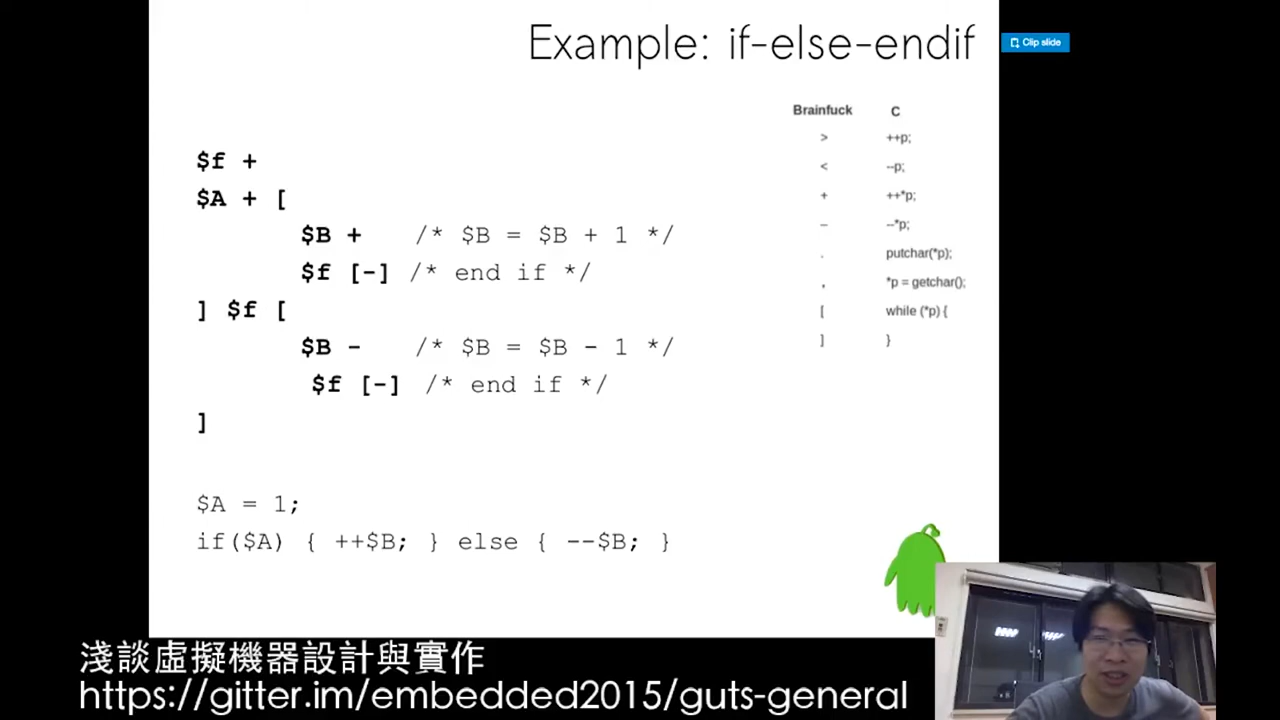 Example: if-else-endif
Clip slide
Brainfuck C
> ++p;
< --p;
+ ++*p;
- --*p;
. putchar(*p);
, *p = getchar();
[ while (*p) {
] }
$f +
$A + [
$B + /* $B = $B + 1 */
$f [-] /* end if */
] $f [
$B - /* $B = $B - 1 */
$f [-] /* end if */
]
$A = 1;
if($A) { ++$B; } else { --$B; }
淺談虛擬機器設計與實作
https://gitter.im/embedded2015/guts-general